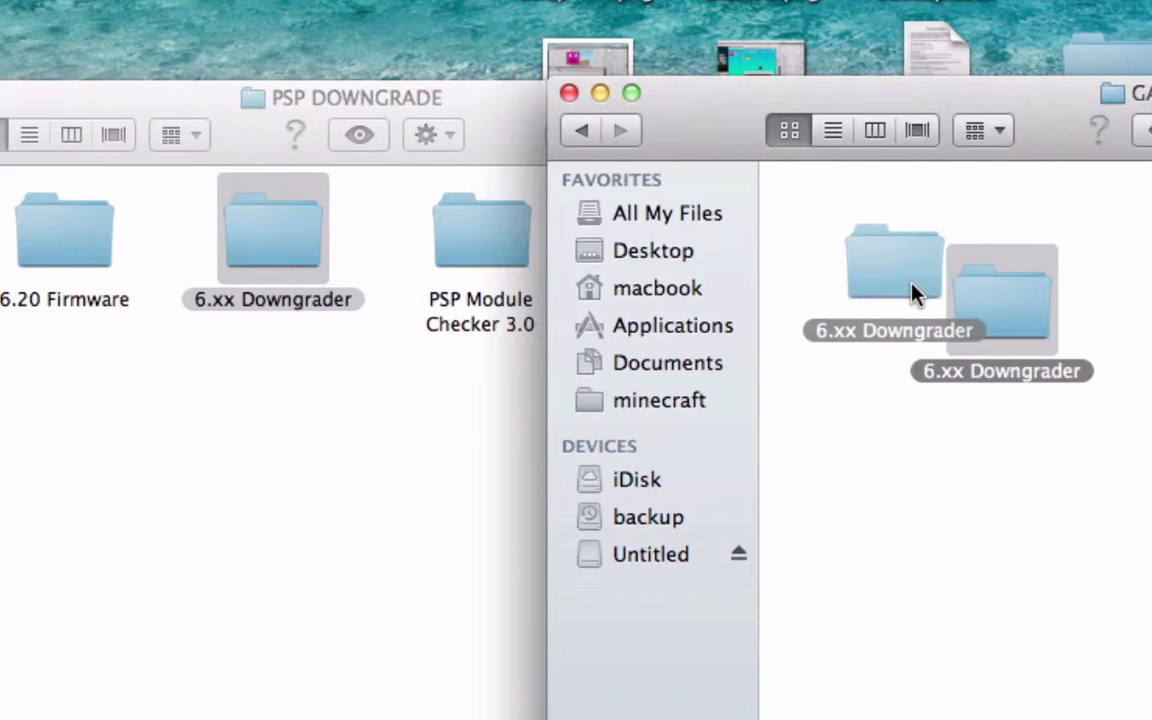 PSP DOWNGRADE
GA
6.20 Firmware
6.xx Downgrader
PSP Module
Checker 3.0
FAVORITES
All My Files
Desktop
macbook
Applications
Documents
minecraft
DEVICES
iDisk
backup
Untitled
6.xx Downgrader
6.xx Downgrader